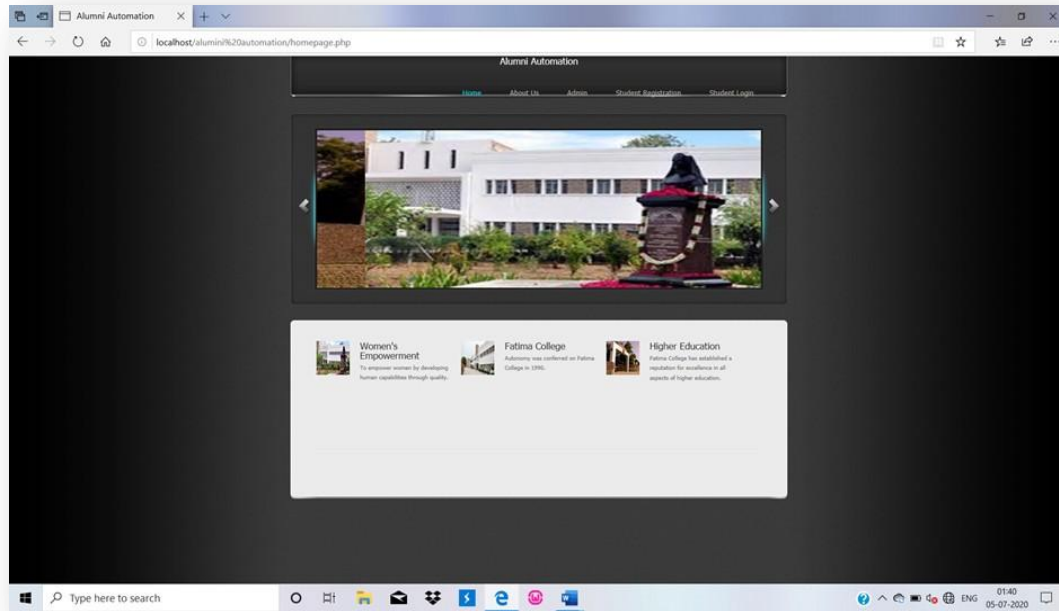 Alumni Automation
localhost/alumini%20automation/homepage.php
Alumni Automation
Home About Us Admin Student Registration Student Login
Women's
Empowerment
To empower women by developing
human capabilities through quality.
Fatima College
Autonomy was conferred on Fatima
College in 1990.
Higher Education
Fatima College has established a
reputation for excellence in all
aspects of higher education.
Type here to search
ENG
01:40
05-07-2020